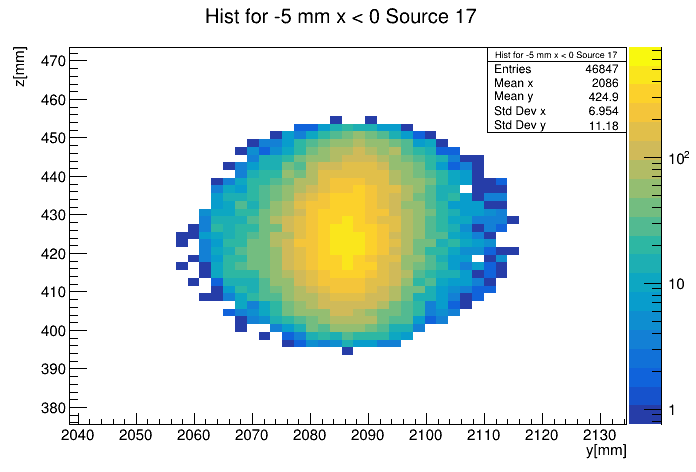 Hist for -5 mm x < 0 Source 17
z[mm]
Hist for -5 mm x < 0 Source 17
Entries 46847
Mean x 2086
Mean y 424.9
Std Dev x 6.954
Std Dev y 11.18
470
460
450
440
430
420
410
400
390
380
10²
10
1
2040 2050 2060 2070 2080 2090 2100 2110 2120 2130
y[mm]